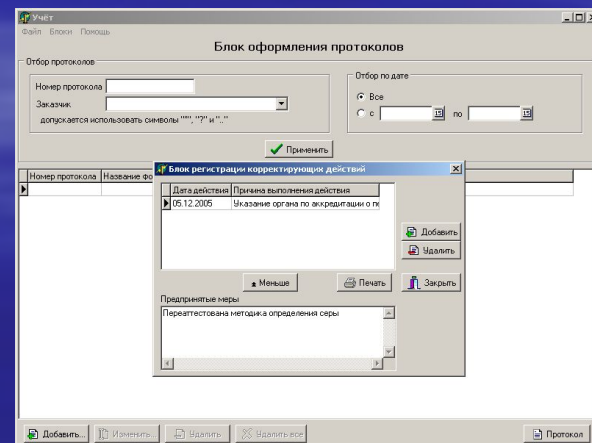 Учёт
Файл Блоки Помощь
Блок оформления протоколов
Отбор протоколов
Номер протокола
Заказчик
допускается использовать символы "*", "?" и ".."
Отбор по дате
Все
с 15 по 15
Применить
Номер протокола Название фо
Блок регистрации корректирующих действий
Дата действия Причина выполнения действия
05.12.2005 Указание органа по аккредитации о пе
Добавить
Удалить
Меньше Печать Закрыть
Предпринятые меры
Переаттестована методика определения серы
Добавить... Изменить... Удалить Удалить все Протокол